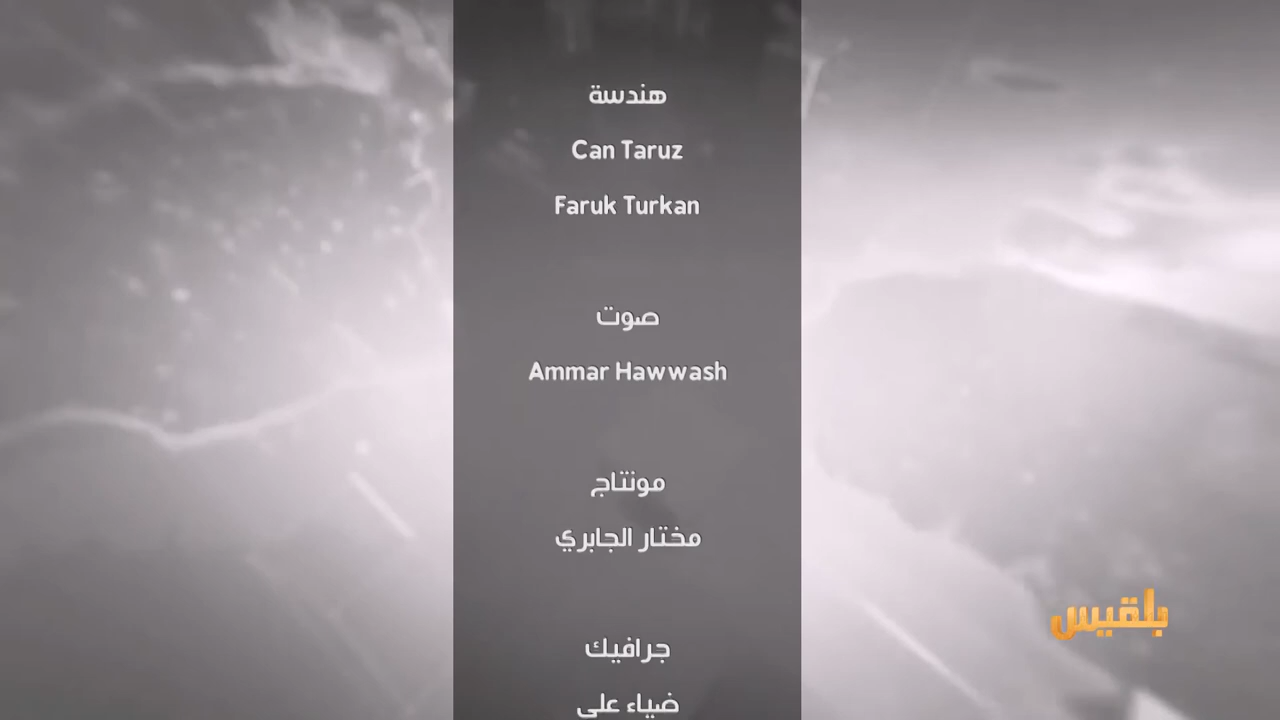 هندسة
Can Taruz
Faruk Turkan
صوت
Ammar Hawwash
مونتاج
مختار الجابري
جرافيك
ضياء علي
بلقيس